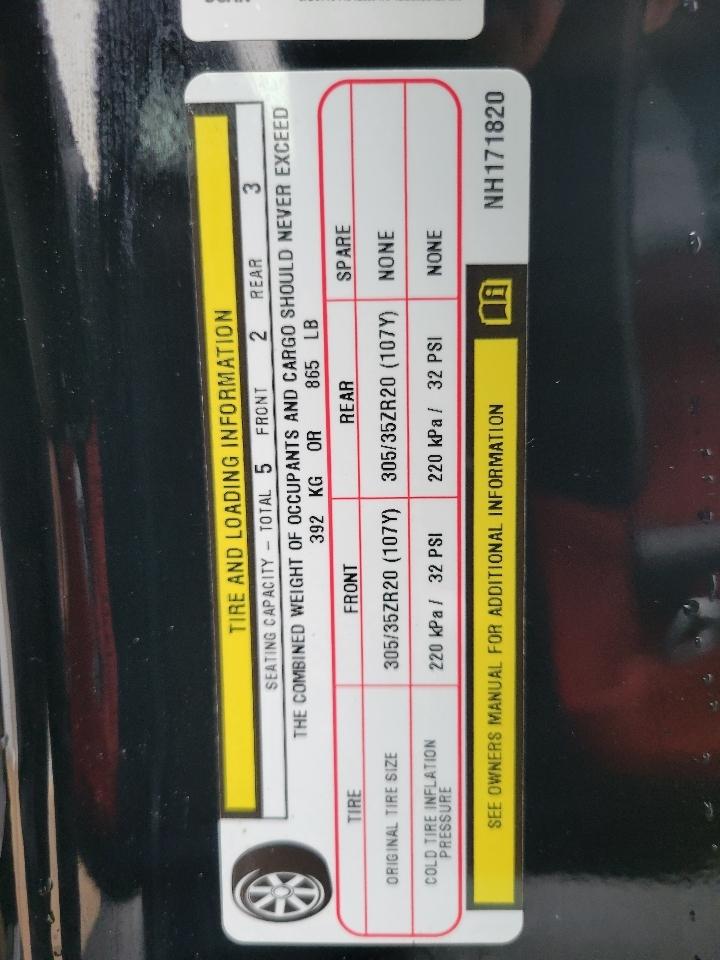 TIRE AND LOADING INFORMATION
SEATING CAPACITY – TOTAL 5 FRONT 2 REAR 3
THE COMBINED WEIGHT OF OCCUPANTS AND CARGO SHOULD NEVER EXCEED
392 KG OR 865 LB
TIRE FRONT REAR SPARE
ORIGINAL TIRE SIZE 305/35ZR20 (107Y) 305/35ZR20 (107Y) NONE
COLD TIRE INFLATION PRESSURE 220 kPa / 32 PSI 220 kPa / 32 PSI NONE
SEE OWNERS MANUAL FOR ADDITIONAL INFORMATION
NH171820